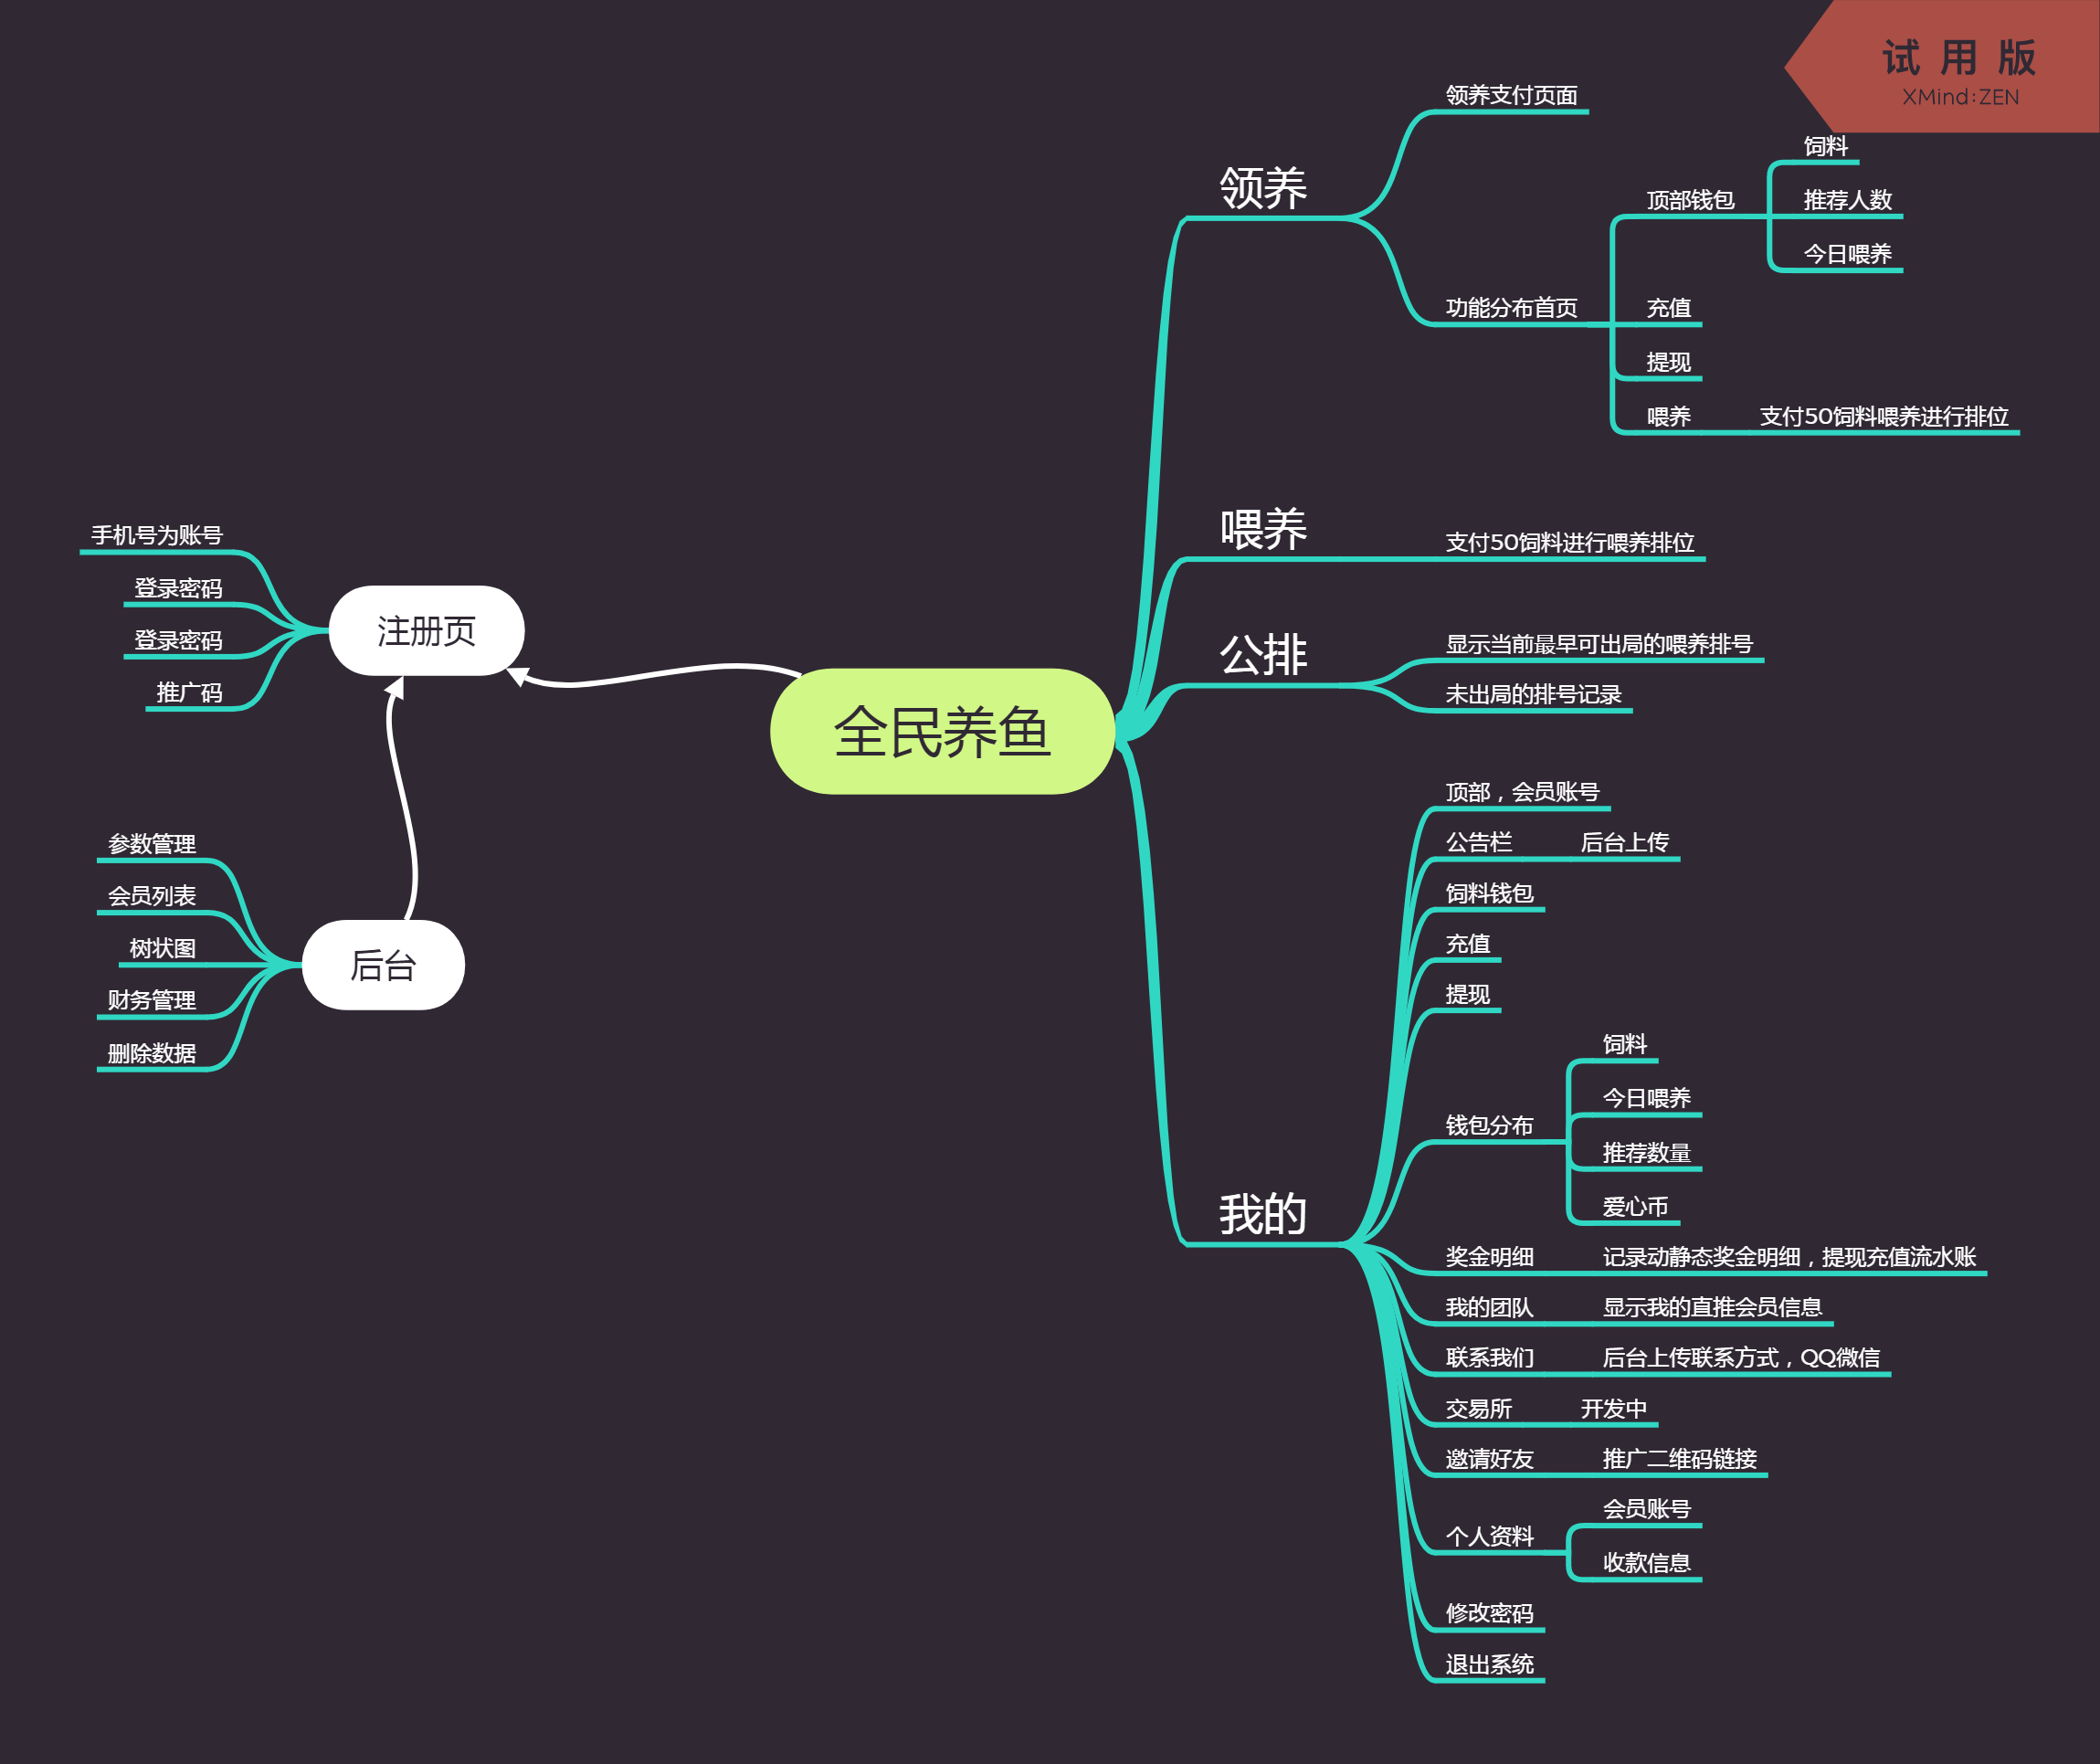 试用版
XMind:ZEN
全民养鱼
领养
领养支付页面
功能分布首页
顶部钱包
饲料
推荐人数
今日喂养
充值
提现
喂养
支付50饲料喂养进行排位
喂养
支付50饲料进行喂养排位
公排
显示当前最早可出局的喂养排号
未出局的排号记录
我的
顶部，会员账号
公告栏
后台上传
饲料钱包
充值
提现
钱包分布
饲料
今日喂养
推荐数量
爱心币
奖金明细
记录动静态奖金明细，提现充值流水账
我的团队
显示我的直推会员信息
联系我们
后台上传联系方式，QQ微信
交易所
开发中
邀请好友
推广二维码链接
个人资料
会员账号
收款信息
修改密码
退出系统
注册页
手机号为账号
登录密码
登录密码
推广码
后台
参数管理
会员列表
树状图
财务管理
删除数据